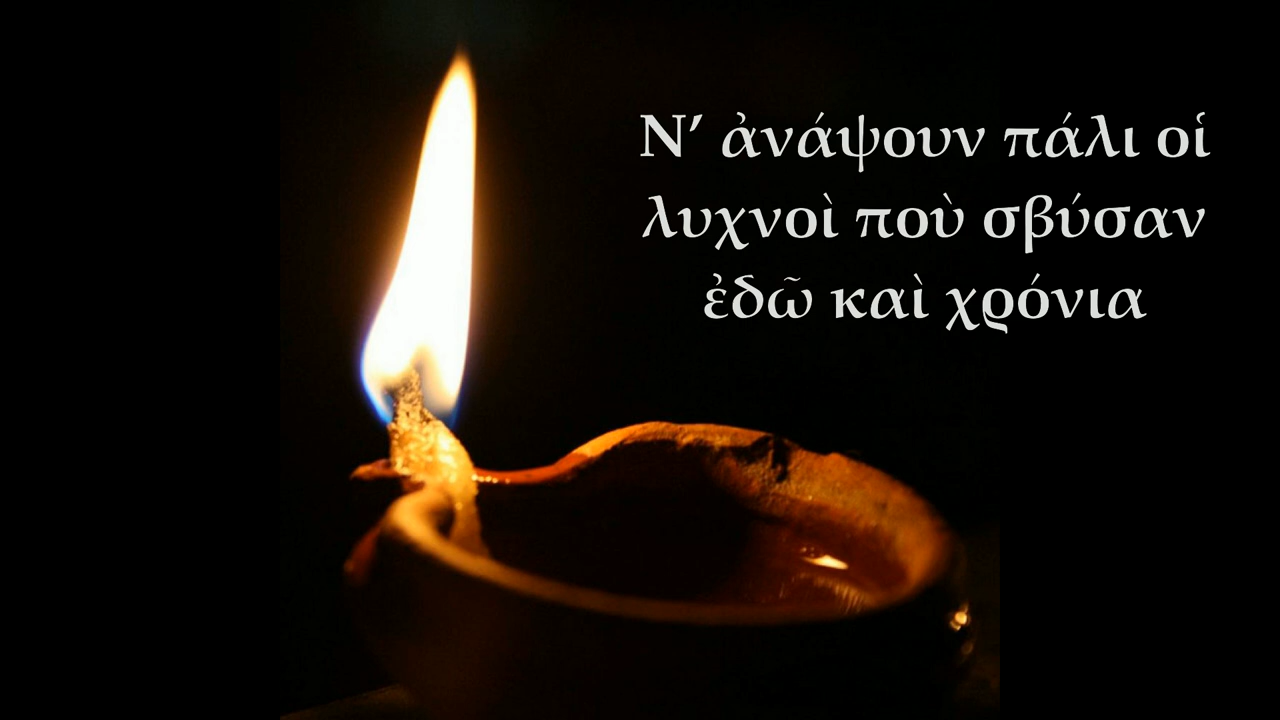 Ν’ ἀνάψουν πάλι οἱ
λυχνοὶ ποὺ σβύσαν
ἐδῶ καὶ χρόνια